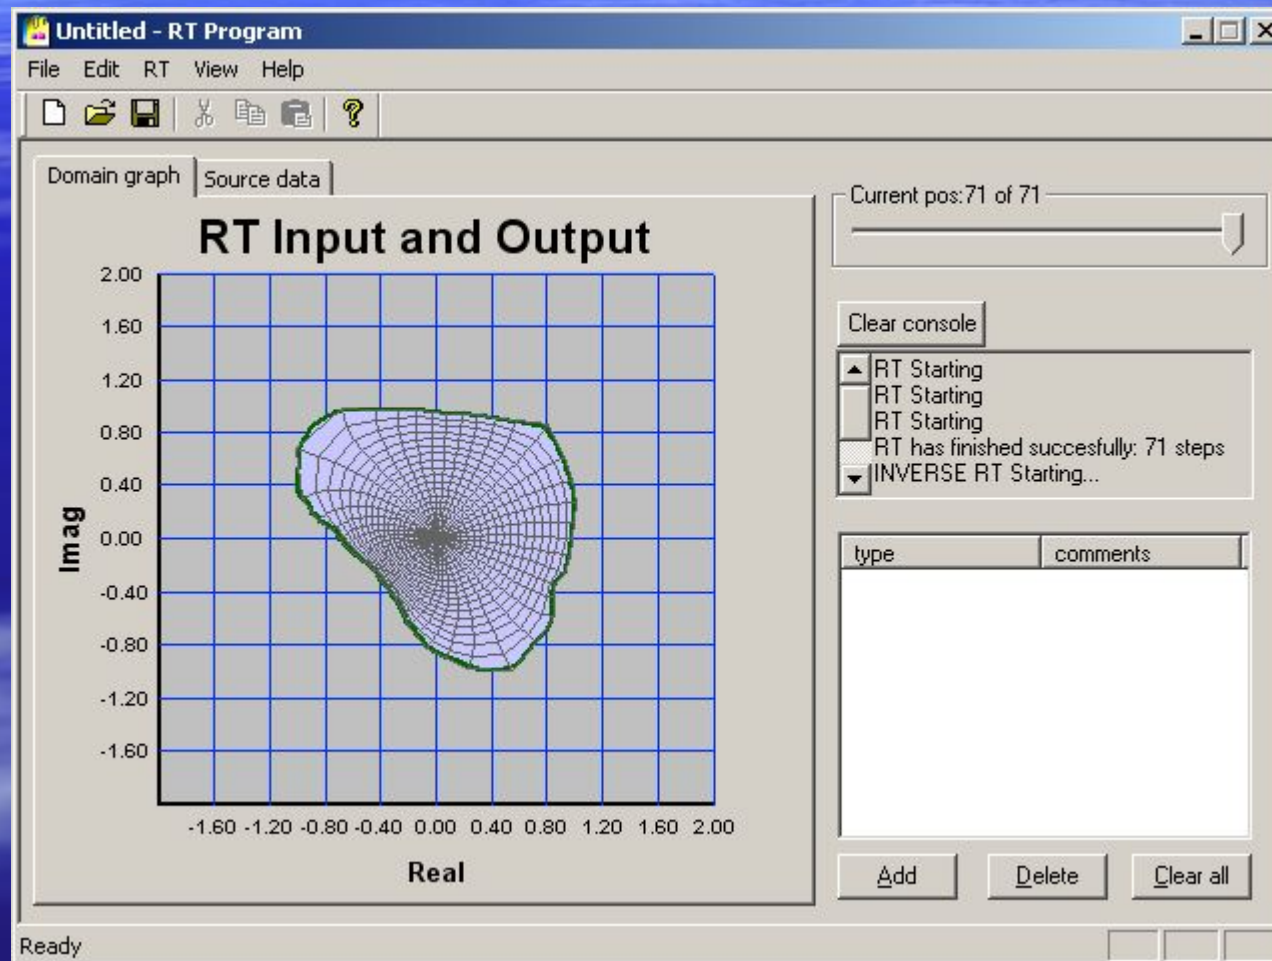 Untitled - RT Program
File Edit RT View Help
Domain graph
Source data
RT Input and Output
2.00
1.60
1.20
0.80
0.40
0.00
-0.40
-0.80
-1.20
-1.60
Imag
-1.60 -1.20 -0.80 -0.40 0.00 0.40 0.80 1.20 1.60 2.00
Real
Current pos:71 of 71
Clear console
RT Starting
RT Starting
RT Starting
RT has finished succesfully: 71 steps
INVERSE RT Starting...
type comments
Add Delete Clear all
Ready